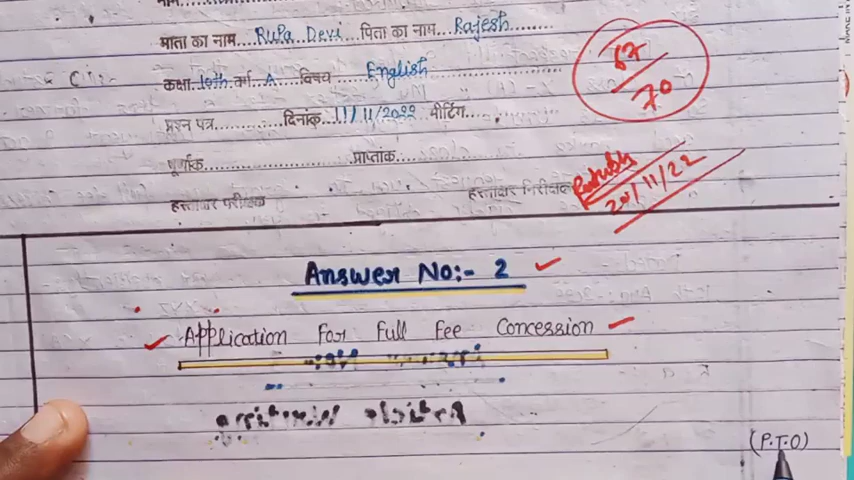 माता का नाम Rupa Devi पिता का नाम Rajesh
कक्षा 10th वर्ग A विषय English
67/70
प्रश्न पत्र दिनांक 11/11/2022 मीटिंग
पूर्णांक प्राप्तांक
हस्ताक्षर परीक्षक हस्ताक्षर निरीक्षक
20/11/22
Answer No:- 2
Application For Full Fee Concession
(P.T.O)